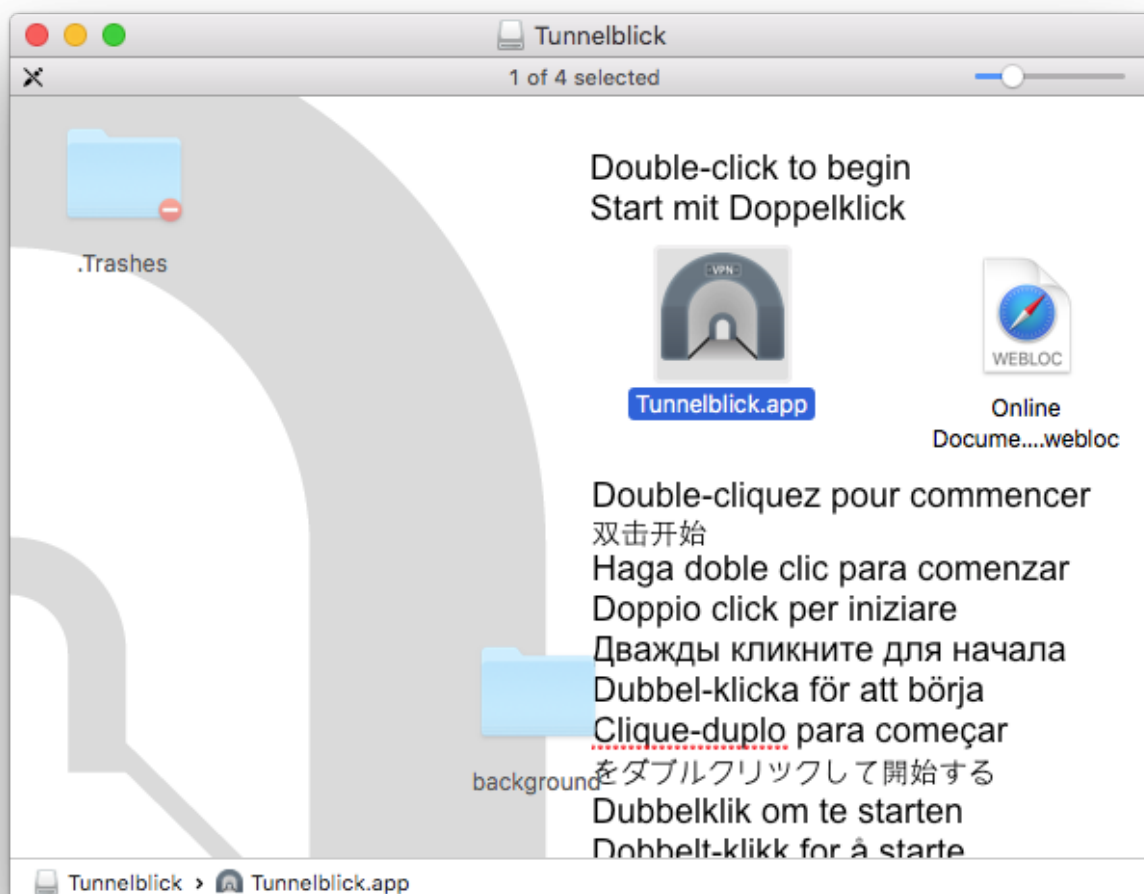 Tunnelblick
1 of 4 selected
.Trashes
Double-click to begin
Start mit Doppelklick
VPN
Tunnelblick.app
WEBLOC
Online
Docume....webloc
Double-cliquez pour commencer
双击开始
Haga doble clic para comenzar
Doppio click per iniziare
Дважды кликните для начала
Dubbel-klicka för att börja
Clique-duplo para começar
background
をダブルクリックして開始する
Dubbelklik om te starten
Dobbelt-klikk for å starte
Tunnelblick › Tunnelblick.app